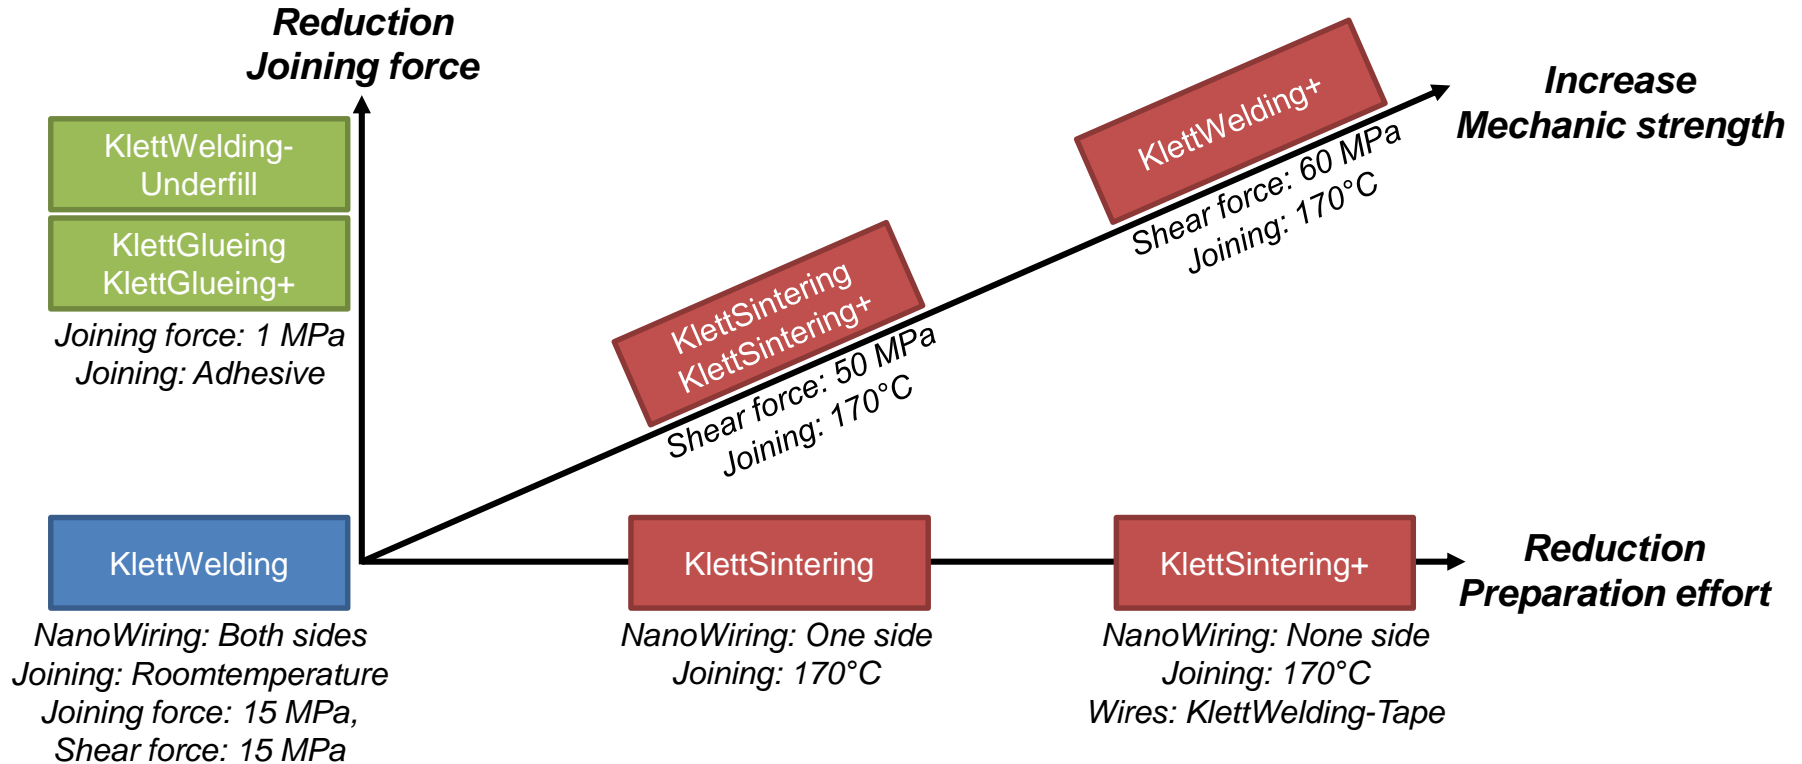 Reduction
Joining force
KlettWelding-
Underfill
KlettGlueing
KlettGlueing+
Joining force: 1 MPa
Joining: Adhesive
KlettWelding
NanoWiring: Both sides
Joining: Roomtemperature
Joining force: 15 MPa,
Shear force: 15 MPa
KlettSintering
KlettSintering+
Shear force: 50 MPa
Joining: 170°C
KlettWelding+
Shear force: 60 MPa
Joining: 170°C
Increase
Mechanic strength
KlettSintering
NanoWiring: One side
Joining: 170°C
KlettSintering+
NanoWiring: None side
Joining: 170°C
Wires: KlettWelding-Tape
Reduction
Preparation effort